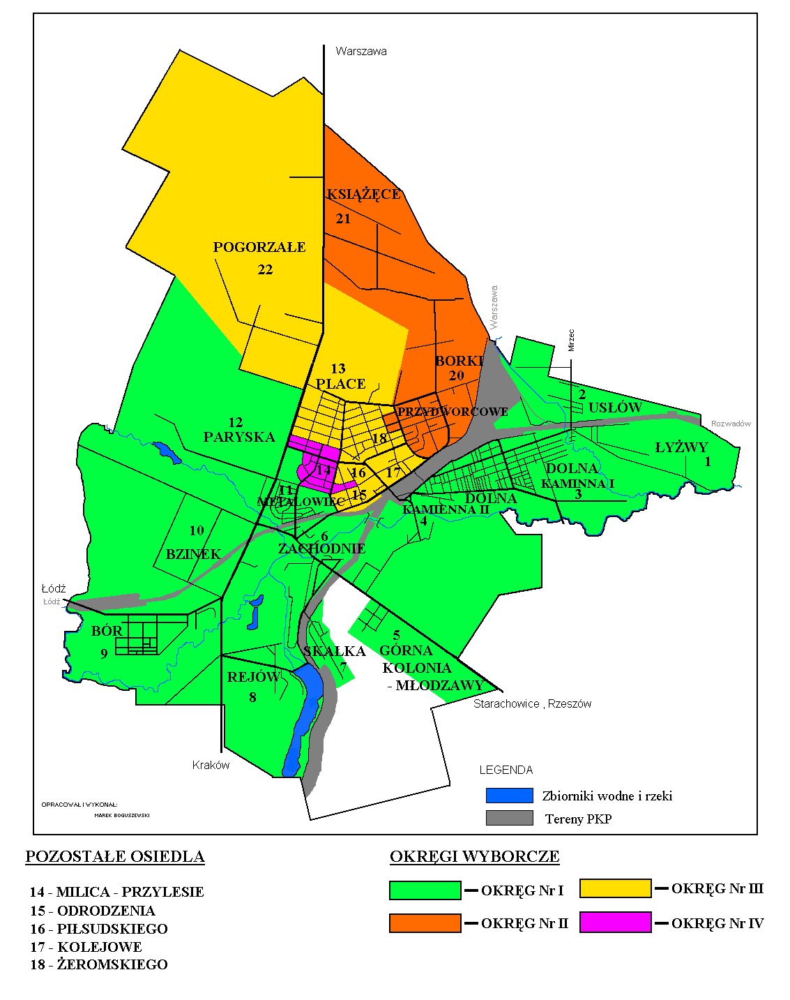 Warszawa
KSIĄŻĘCE
21
POGORZAŁE
22
Warszawa
Mirzec
13
PLACE
BORKI
20
PRZYDWORCOWE
2
USŁÓW
Rozwadów
12
PARYSKA
18
ŁYŻWY
1
14
16
17
DOLNA
KAMINNA I
3
11
METALOWIEC
15
DOLNA
KAMIENNA II
4
10
BZINEK
6
ZACHODNIE
Łódź
Łódź
BÓR
9
5
GÓRNA
KOLONIA
- MŁODZAWY
SKAŁKA
7
REJÓW
8
Starachowice , Rzeszów
Kraków
LEGENDA
Zbiorniki wodne i rzeki
Tereny PKP
OPRACOWAŁ I WYKONAŁ:
MAREK BOGUSZEWSKI
POZOSTAŁE OSIEDLA
14 - MILICA - PRZYLESIE
15 - ODRODZENIA
16 - PIŁSUDSKIEGO
17 - KOLEJOWE
18 - ŻEROMSKIEGO
OKRĘGI WYBORCZE
OKRĘG Nr I
OKRĘG Nr III
OKRĘG Nr II
OKRĘG Nr IV